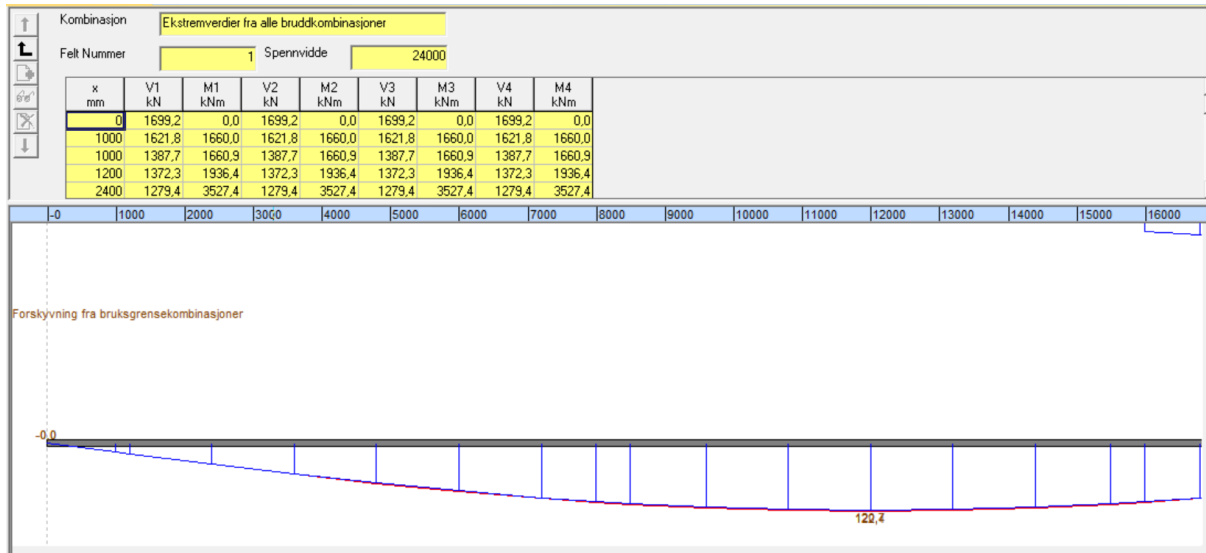 Kombinasjon Ekstremverdier fra alle bruddkombinasjoner
Felt Nummer 1 Spennvidde 24000
x V1 M1 V2 M2 V3 M3 V4 M4
mm kN kNm kN kNm kN kNm kN kNm
0 1699,2 0,0 1699,2 0,0 1699,2 0,0 1699,2 0,0
1000 1621,8 1660,0 1621,8 1660,0 1621,8 1660,0 1621,8 1660,0
1000 1387,7 1660,9 1387,7 1660,9 1387,7 1660,9 1387,7 1660,9
1200 1372,3 1936,4 1372,3 1936,4 1372,3 1936,4 1372,3 1936,4
2400 1279,4 3527,4 1279,4 3527,4 1279,4 3527,4 1279,4 3527,4
-0 1000 2000 3000 4000 5000 6000 7000 8000 9000 10000 11000 12000 13000 14000 15000 16000
Forskyvning fra bruksgrensekombinasjoner